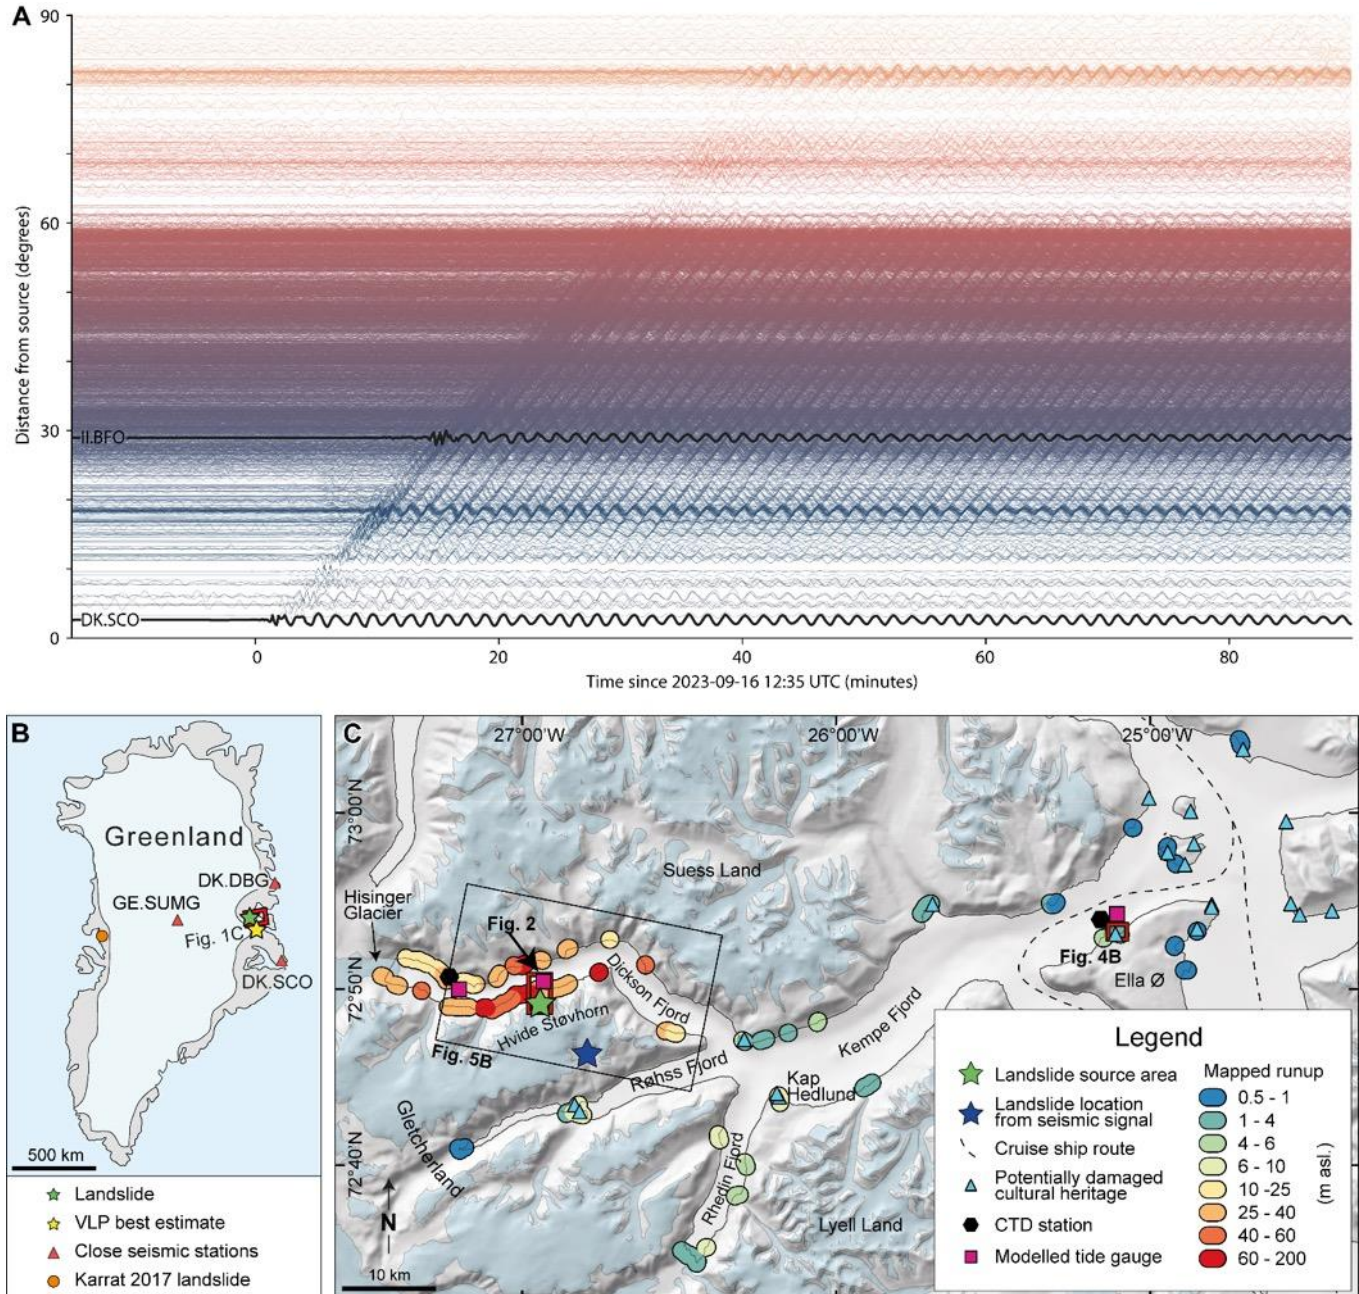 A
90
60
30
0
Distance from source (degrees)
II.BFO
DK.SCO
0
20
40
60
80
Time since 2023-09-16 12:35 UTC (minutes)
B
Greenland
DK.DBG
GE.SUMG
Fig. 1C
DK.SCO
500 km
Landslide
VLP best estimate
Close seismic stations
Karrat 2017 landslide
C
27°00'W
26°00'W
25°00'W
73°00'N
72°50'N
72°40'N
Suess Land
Hisinger
Glacier
Fig. 2
Dickson Fjord
Hvide Støvhorn
Fig. 5B
Røhss Fjord
Kempe Fjord
Kap
Hedlund
Gletcherland
Rhedin Fjord
Lyell Land
Fig. 4B
Ella Ø
N
10 km
Legend
Landslide source area
Landslide location
from seismic signal
Cruise ship route
Potentially damaged
cultural heritage
CTD station
Modelled tide gauge
Mapped runup
0.5 - 1
1 - 4
4 - 6
6 - 10
10 -25
25 - 40
40 - 60
60 - 200
(m asl.)